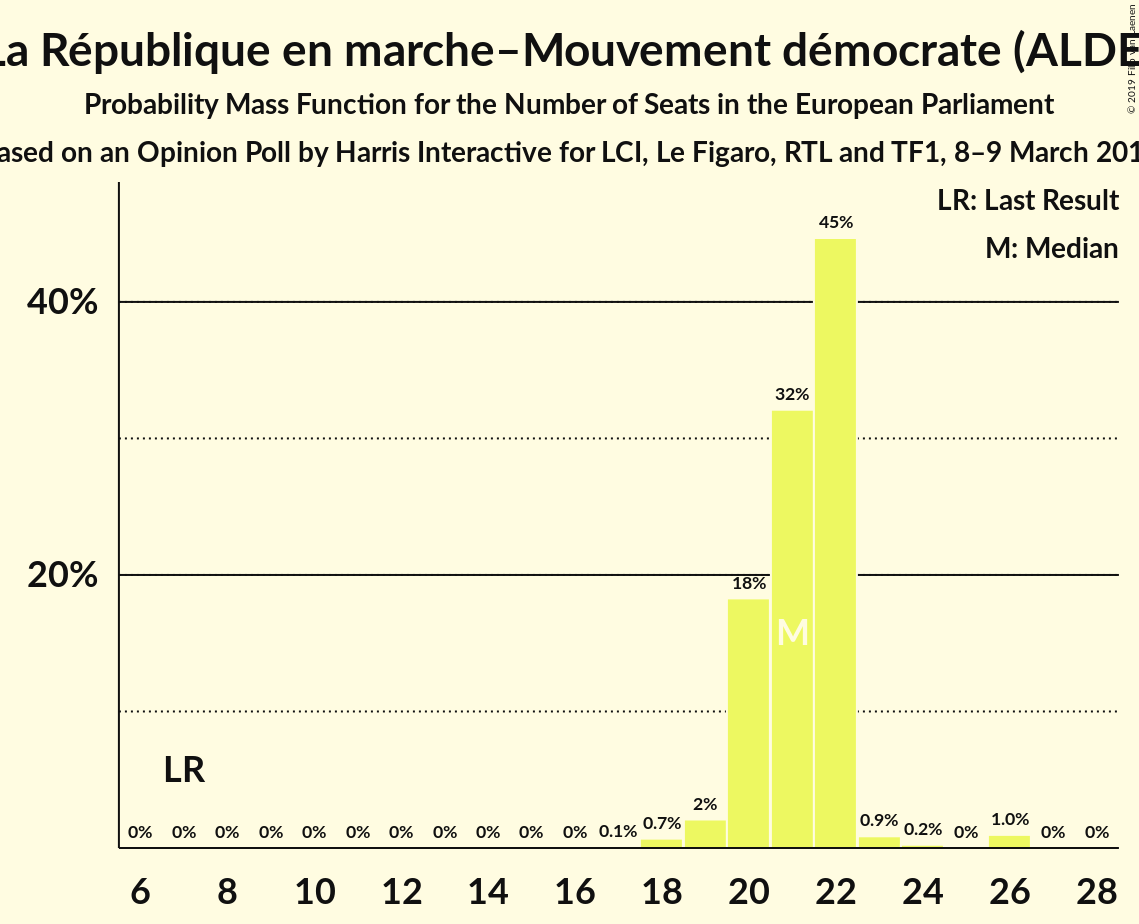 La République en marche–Mouvement démocrate (ALDE
Probability Mass Function for the Number of Seats in the European Parliament
ased on an Opinion Poll by Harris Interactive for LCI, Le Figaro, RTL and TF1, 8–9 March 201
© 2019
LR: Last Result
M: Median
45%
40%
32%
20%
18%
M
LR
0% 0% 0% 0% 0% 0% 0% 0% 0% 0% 0% 0.1% 0.7% 2% 0.9% 0.2% 0% 1.0% 0% 0%
6 8 10 12 14 16 18 20 22 24 26 28